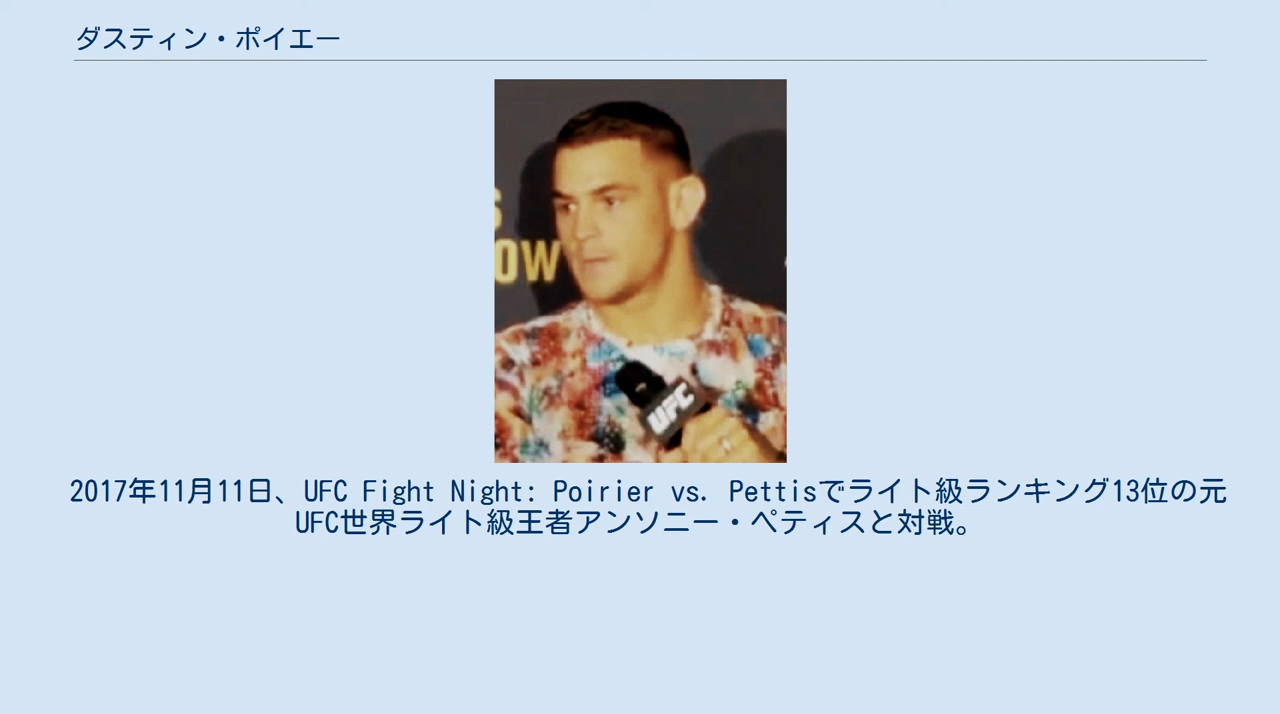 ダスティン・ポイエー
S
OW
UFC
2017年11月11日、UFC Fight Night: Poirier vs. Pettisでライト級ランキング13位の元
UFC世界ライト級王者アンソニー・ペティスと対戦。